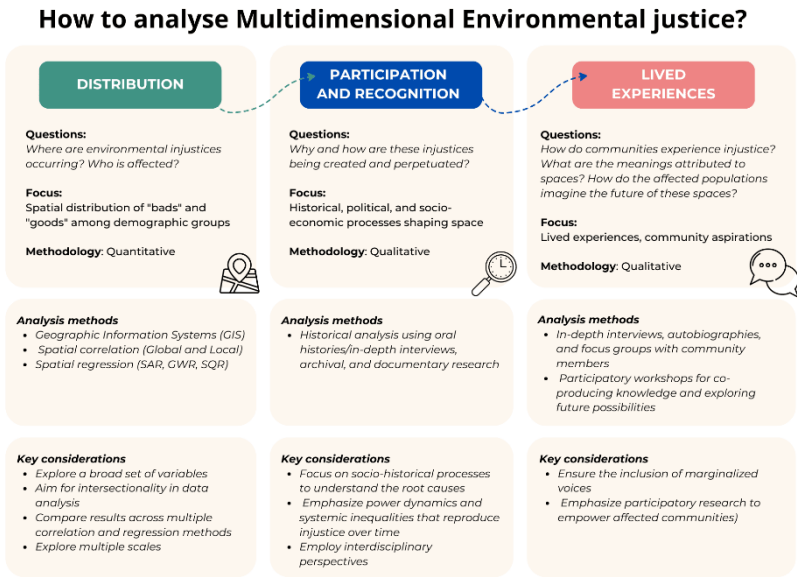 How to analyse Multidimensional Environmental justice?
DISTRIBUTION
Questions:
Where are environmental injustices
occurring? Who is affected?
Focus:
Spatial distribution of "bads" and
"goods" among demographic groups
Methodology: Quantitative
Analysis methods
• Geographic Information Systems (GIS)
• Spatial correlation (Global and Local)
• Spatial regression (SAR, GWR, SQR)
Key considerations
• Explore a broad set of variables
• Aim for intersectionality in data
analysis
• Compare results across multiple
correlation and regression methods
• Explore multiple scales
PARTICIPATION
AND RECOGNITION
Questions:
Why and how are these injustices
being created and perpetuated?
Focus:
Historical, political, and socio-
economic processes shaping space
Methodology: Qualitative
Analysis methods
• Historical analysis using oral
histories/in-depth interviews,
archival, and documentary research
Key considerations
• Focus on socio-historical processes
to understand the root causes
• Emphasize power dynamics and
systemic inequalities that reproduce
injustice over time
• Employ interdisciplinary
perspectives
LIVED
EXPERIENCES
Questions:
How do communities experience injustice?
What are the meanings attributed to
spaces? How do the affected populations
imagine the future of these spaces?
Focus:
Lived experiences, community aspirations
Methodology: Qualitative
Analysis methods
• In-depth interviews, autobiographies,
and focus groups with community
members
• Participatory workshops for co-
producing knowledge and exploring
future possibilities
Key considerations
• Ensure the inclusion of marginalized
voices
• Emphasize participatory research to
empower affected communities)